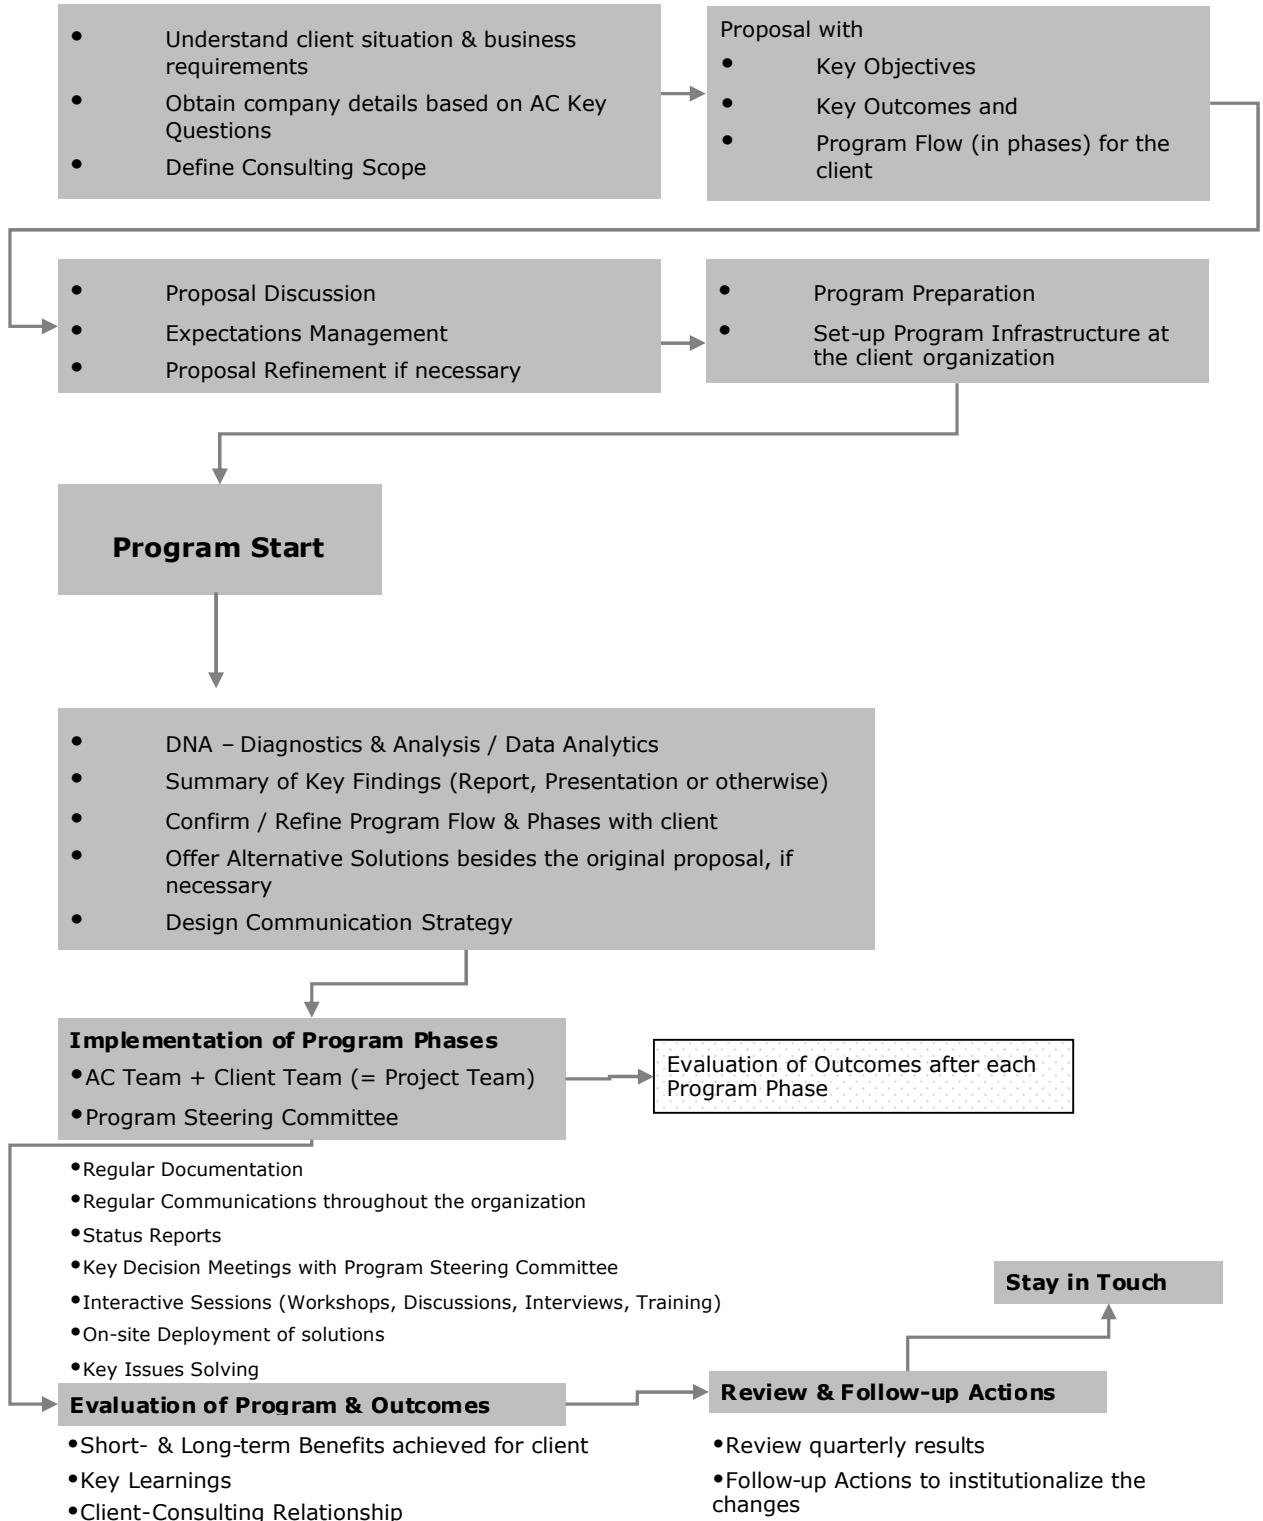 • Understand client situation & business
requirements
• Obtain company details based on AC Key
Questions
• Define Consulting Scope
Proposal with
• Key Objectives
• Key Outcomes and
• Program Flow (in phases) for the
client
• Proposal Discussion
• Expectations Management
• Proposal Refinement if necessary
• Program Preparation
• Set-up Program Infrastructure at
the client organization
Program Start
• DNA – Diagnostics & Analysis / Data Analytics
• Summary of Key Findings (Report, Presentation or otherwise)
• Confirm / Refine Program Flow & Phases with client
• Offer Alternative Solutions besides the original proposal, if
necessary
• Design Communication Strategy
Implementation of Program Phases
•AC Team + Client Team (= Project Team)
•Program Steering Committee
Evaluation of Outcomes after each
Program Phase
•Regular Documentation
•Regular Communications throughout the organization
•Status Reports
•Key Decision Meetings with Program Steering Committee
•Interactive Sessions (Workshops, Discussions, Interviews, Training)
•On-site Deployment of solutions
•Key Issues Solving
Evaluation of Program & Outcomes
•Short- & Long-term Benefits achieved for client
•Key Learnings
•Client-Consulting Relationship
Stay in Touch
Review & Follow-up Actions
•Review quarterly results
•Follow-up Actions to institutionalize the
changes